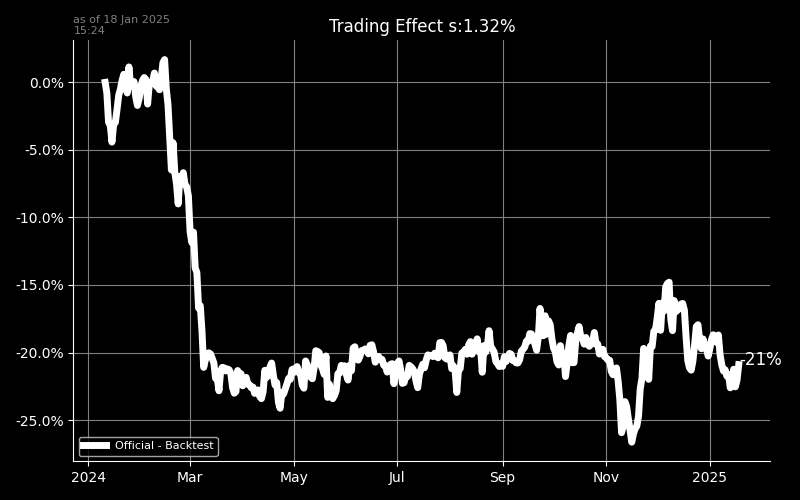 as of 18 Jan 2025
15:24
Trading Effect s:1.32%
0.0%
-5.0%
-10.0%
-15.0%
-20.0%
-25.0%
-21%
Official - Backtest
2024 Mar May Jul Sep Nov 2025